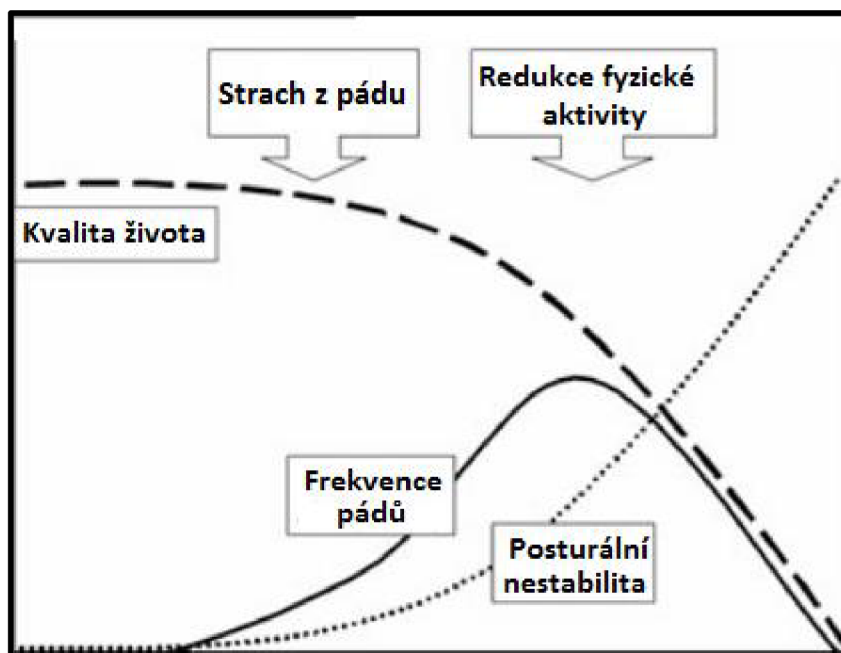 Strach z pádu
Redukce fyzické
aktivity
Kvalita života
Frekvence
pádů
Posturální
nestabilita